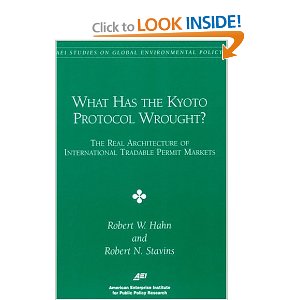 Click to LOOK INSIDE!
AEI STUDIES ON GLOBAL ENVIRONMENTAL POLICY
WHAT HAS THE KYOTO
PROTOCOL WROUGHT?
THE REAL ARCHITECTURE OF
INTERNATIONAL TRADABLE PERMIT MARKETS
Robert W. Hahn
and
Robert N. Stavins
AEI
American Enterprise Institute
for Public Policy Research